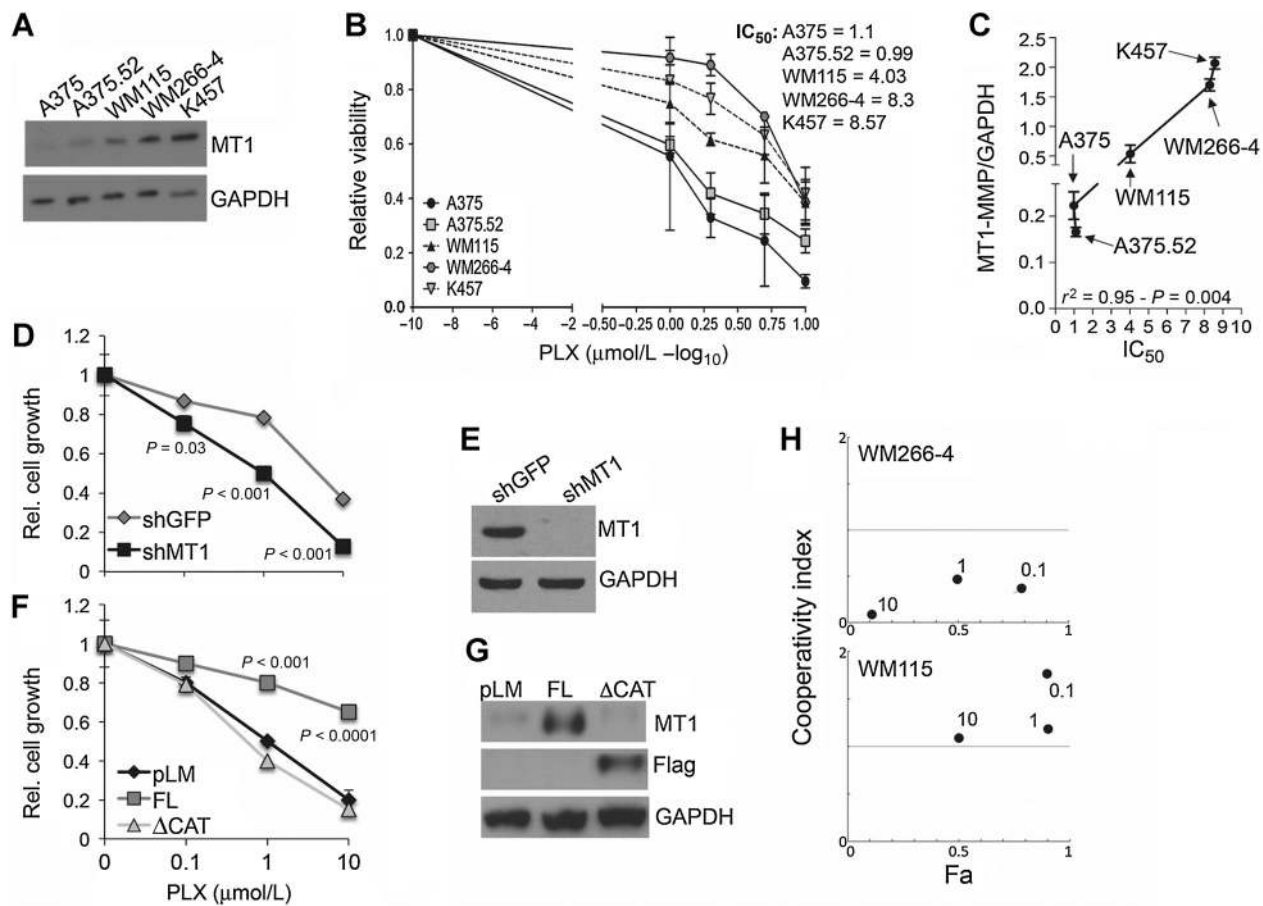 A
A375
A375.52
WM115
WM266-4
K457
MT1
GAPDH
B
Relative viability
1.0
0.8
0.6
0.4
0.2
0.0
-10
-8
-6
-4
-2
-0.50
-0.25
0.00
0.25
0.50
0.75
1.00
PLX (μmol/L –log10)
A375
A375.52
WM115
WM266-4
K457
IC50: A375 = 1.1
A375.52 = 0.99
WM115 = 4.03
WM266-4 = 8.3
K457 = 8.57
C
MT1-MMP/GAPDH
2.5
2.0
1.5
1.0
0.5
0.2
0.1
0.0
K457
A375
WM266-4
WM115
A375.52
r2 = 0.95 - P = 0.004
0 1 2 3 4 5 6 7 8 9 10
IC50
D
Rel. cell growth
1.2
1
0.8
0.6
0.4
0.2
0
P = 0.03
P < 0.001
P < 0.001
shGFP
shMT1
E
shGFP
shMT1
MT1
GAPDH
F
Rel. cell growth
1.2
1
0.8
0.6
0.4
0.2
0
P < 0.001
P < 0.0001
pLM
FL
ΔCAT
0 0.1 1 10
PLX (μmol/L)
G
pLM FL ΔCAT
MT1
Flag
GAPDH
H
Cooperativity index
2
WM266-4
10
1
0.1
0
0 0.5 1
2
WM115
0.1
10
1
0
0 0.5 1
Fa